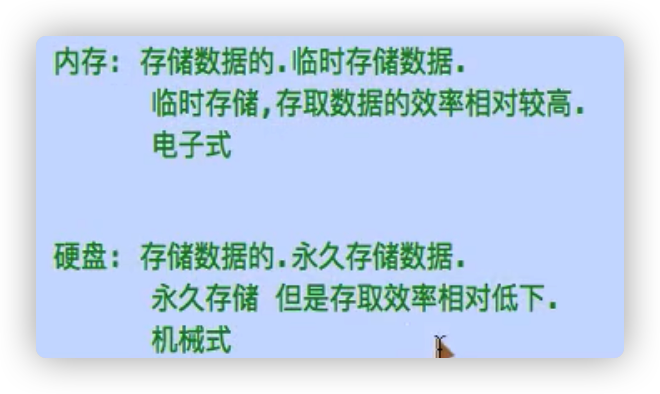 内存: 存储数据的.临时存储数据.
临时存储,存取数据的效率相对较高.
电子式
硬盘: 存储数据的.永久存储数据.
永久存储 但是存取效率相对低下.
机械式